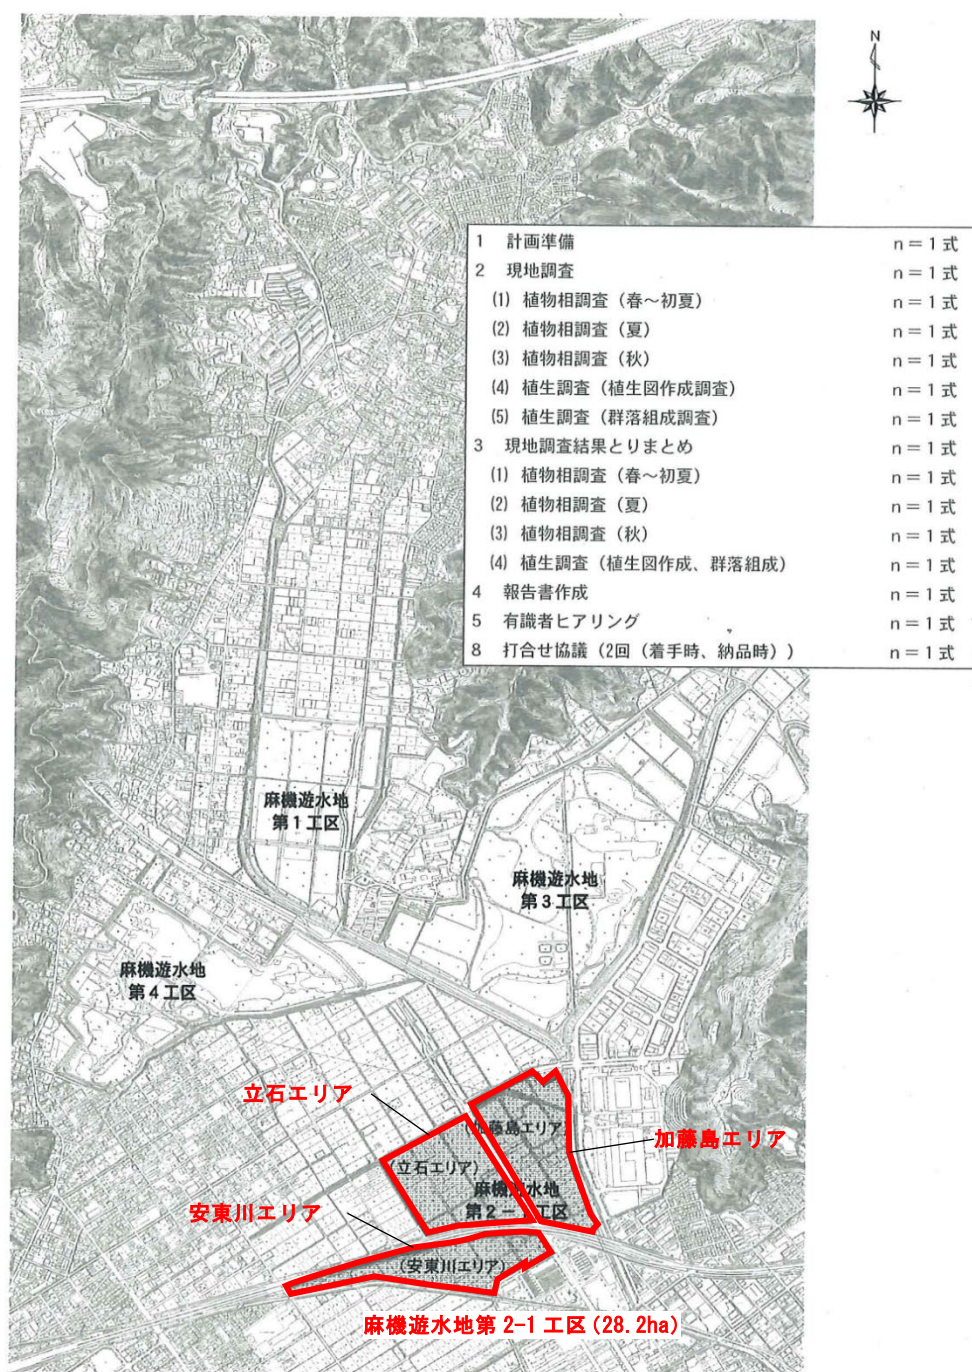 N
1 計画準備 n＝1式
2 現地調査 n＝1式
(1) 植物相調査（春～初夏） n＝1式
(2) 植物相調査（夏） n＝1式
(3) 植物相調査（秋） n＝1式
(4) 植生調査（植生図作成調査） n＝1式
(5) 植生調査（群落組成調査） n＝1式
3 現地調査結果とりまとめ n＝1式
(1) 植物相調査（春～初夏） n＝1式
(2) 植物相調査（夏） n＝1式
(3) 植物相調査（秋） n＝1式
(4) 植生調査（植生図作成、群落組成） n＝1式
4 報告書作成 n＝1式
5 有識者ヒアリング n＝1式
8 打合せ協議（2回（着手時、納品時）） n＝1式
麻機遊水地
第1工区
麻機遊水地
第3工区
麻機遊水地
第4工区
立石エリア
(加藤島エリア)
加藤島エリア
(立石エリア)
麻機遊水地
第2－1工区
安東川エリア
(安東川エリア)
麻機遊水地第2-1工区(28.2ha)